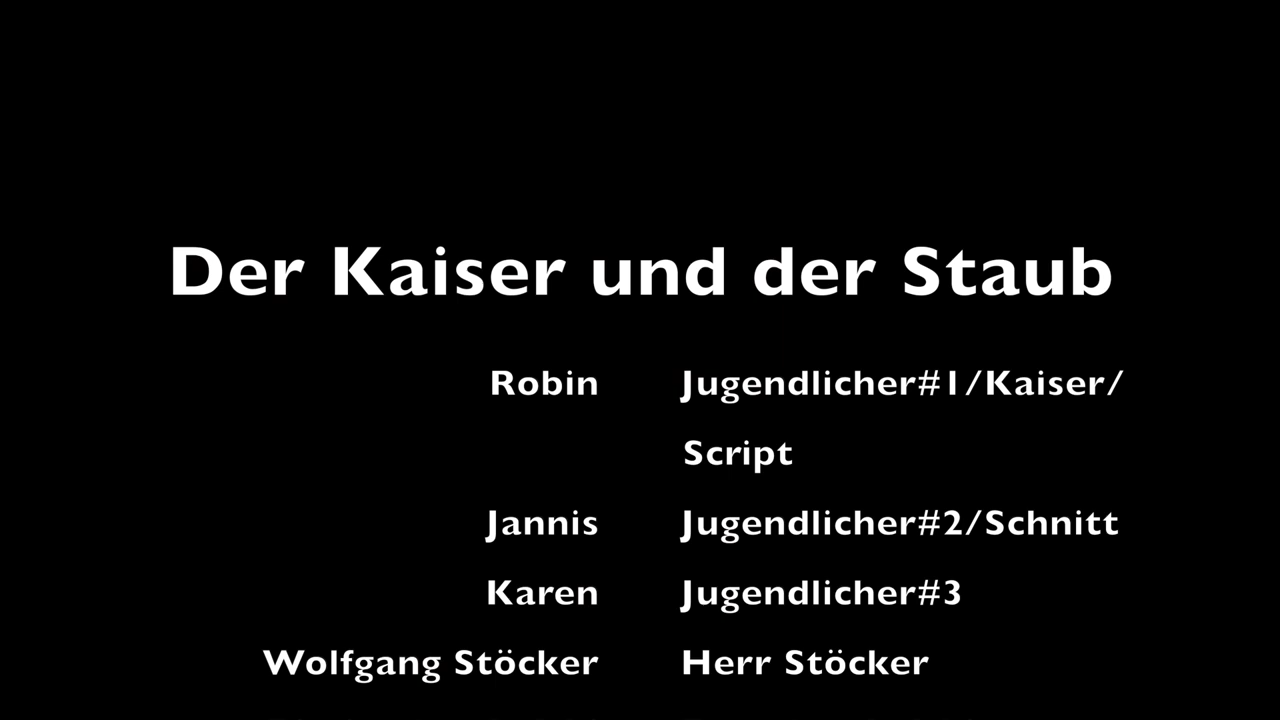 Der Kaiser und der Staub
Robin Jugendlicher#1/Kaiser/
Script
Jannis Jugendlicher#2/Schnitt
Karen Jugendlicher#3
Wolfgang Stöcker Herr Stöcker